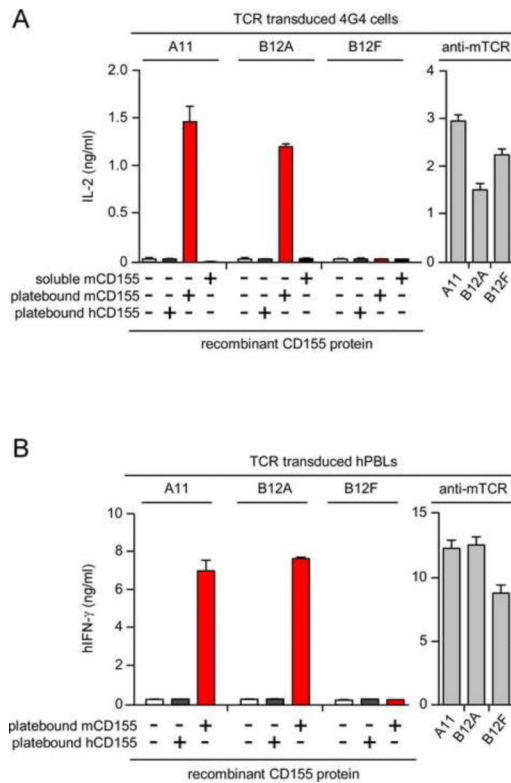 A
TCR transduced 4G4 cells
A11 B12A B12F anti-mTCR
IL-2 (ng/ml)
2.0 4
1.5 3
1.0 2
0.5 1
0.0 0
soluble mCD155 - - - + - - - + - - - +
platebound mCD155 - - + - - - + - - - + -
platebound hCD155 - + - - - + - - - + - -
A11 B12A B12F
recombinant CD155 protein
B
TCR transduced hPBLs
A11 B12A B12F anti-mTCR
hIFN-γ (ng/ml)
10 15
8
6 10
4 5
2
0 0
platebound mCD155 - - + - - + - - +
platebound hCD155 - + - - + - - + -
A11 B12A B12F
recombinant CD155 protein